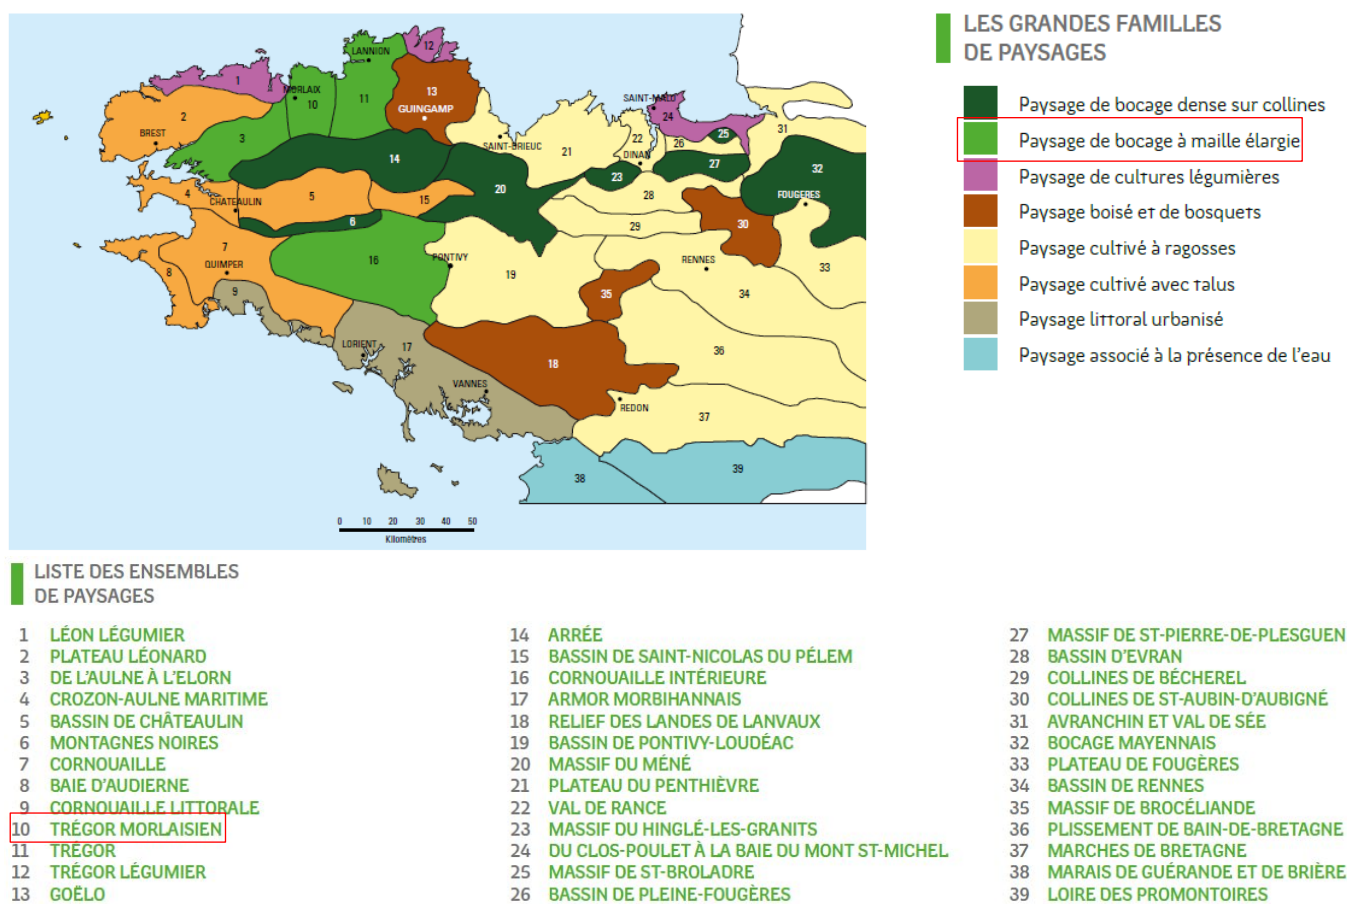 LES GRANDES FAMILLES
DE PAYSAGES
Paysage de bocage dense sur collines
Paysage de bocage à maille élargie
Paysage de cultures légumières
Paysage boisé et de bosquets
Paysage cultivé à ragosses
Paysage cultivé avec talus
Paysage littoral urbanisé
Paysage associé à la présence de l'eau
LANNION
12
1
MORLAIX
10
11
13
GUINGAMP
2
BREST
3
14
SAINT-BRIEUC
21
SAINT-MALO
24
22
DINAN
26
25
31
27
23
32
FOUGERES
4
CHATEAULIN
5
15
20
28
6
29
30
7
QUIMPER
8
9
16
PONTIVY
19
RENNES
33
34
35
LORIENT
17
VANNES
18
36
REDON
37
38
39
0 10 20 30 40 50
Kilomètres
LISTE DES ENSEMBLES
DE PAYSAGES
1 LÉON LÉGUMIER
2 PLATEAU LÉONARD
3 DE L'AULNE À L'ELORN
4 CROZON-AULNE MARITIME
5 BASSIN DE CHÂTEAULIN
6 MONTAGNES NOIRES
7 CORNOUAILLE
8 BAIE D'AUDIERNE
9 CORNOUAILLE LITTORALE
10 TRÉGOR MORLAISIEN
11 TRÉGOR
12 TRÉGOR LÉGUMIER
13 GOËLO
14 ARRÉE
15 BASSIN DE SAINT-NICOLAS DU PÉLEM
16 CORNOUAILLE INTÉRIEURE
17 ARMOR MORBIHANNAIS
18 RELIEF DES LANDES DE LANVAUX
19 BASSIN DE PONTIVY-LOUDÉAC
20 MASSIF DU MÉNÉ
21 PLATEAU DU PENTHIÈVRE
22 VAL DE RANCE
23 MASSIF DU HINGLÉ-LES-GRANITS
24 DU CLOS-POULET À LA BAIE DU MONT ST-MICHEL
25 MASSIF DE ST-BROLADRE
26 BASSIN DE PLEINE-FOUGÈRES
27 MASSIF DE ST-PIERRE-DE-PLESGUEN
28 BASSIN D'EVRAN
29 COLLINES DE BÉCHEREL
30 COLLINES DE ST-AUBIN-D'AUBIGNÉ
31 AVRANCHIN ET VAL DE SÉE
32 BOCAGE MAYENNAIS
33 PLATEAU DE FOUGÈRES
34 BASSIN DE RENNES
35 MASSIF DE BROCÉLIANDE
36 PLISSEMENT DE BAIN-DE-BRETAGNE
37 MARCHES DE BRETAGNE
38 MARAIS DE GUÉRANDE ET DE BRIÈRE
39 LOIRE DES PROMONTOIRES